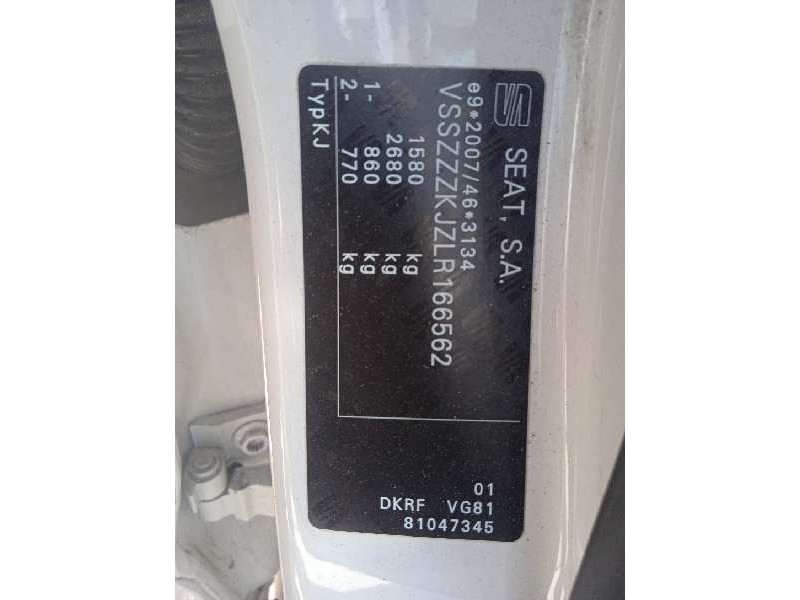 SEAT, S.A.
e9*2007/46*3134
VSSZZZKJZLR166562
1580 kg
2680 kg
1- 860 kg
2- 770 kg
TypKJ
01
DKRF VG81
81047345